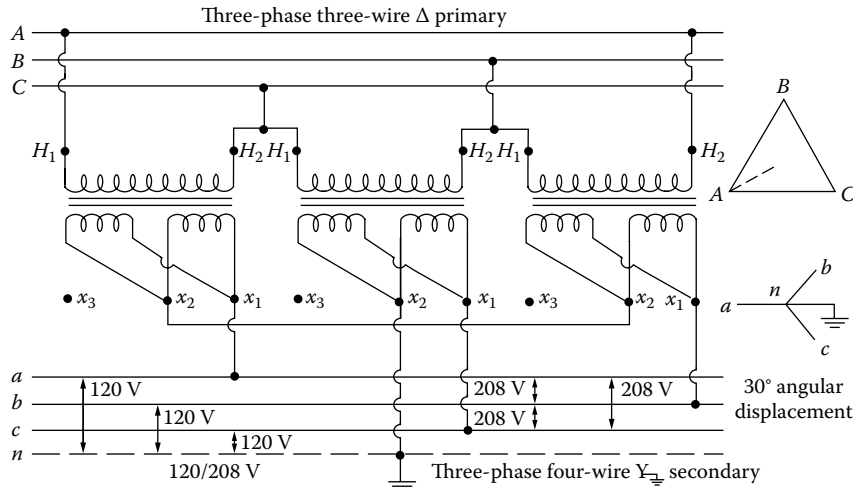 Three-phase three-wire Δ primary
A
B
C
B
H₁ H₂ H₁ H₂ H₁ H₂
A C
x₃ x₂ x₁ x₃ x₂ x₁ x₃ x₂ x₁
b
n
a
c
a
120 V 208 V 208 V 30° angular
b displacement
120 V 208 V
c
120 V
n
120/208 V Three-phase four-wire Y secondary